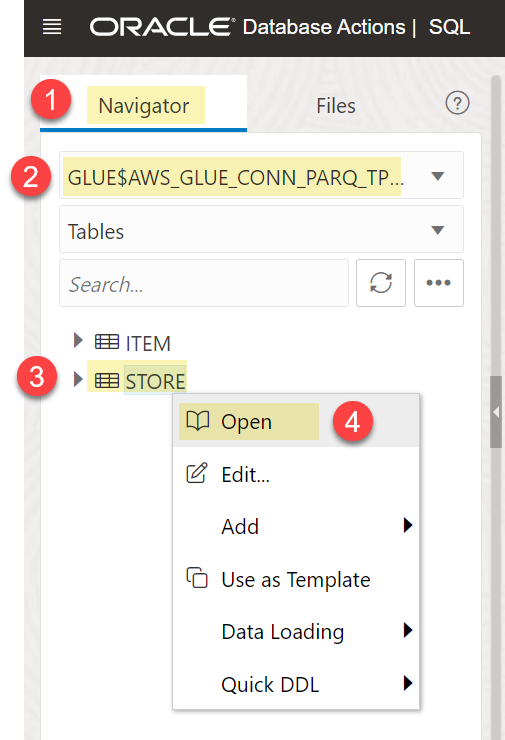 ORACLE Database Actions | SQL
1 Navigator Files ?
2 GLUE$AWS_GLUE_CONN_PARQ_TP...
Tables
Search...
ITEM
3 STORE
Open 4
Edit...
Add
Use as Template
Data Loading
Quick DDL